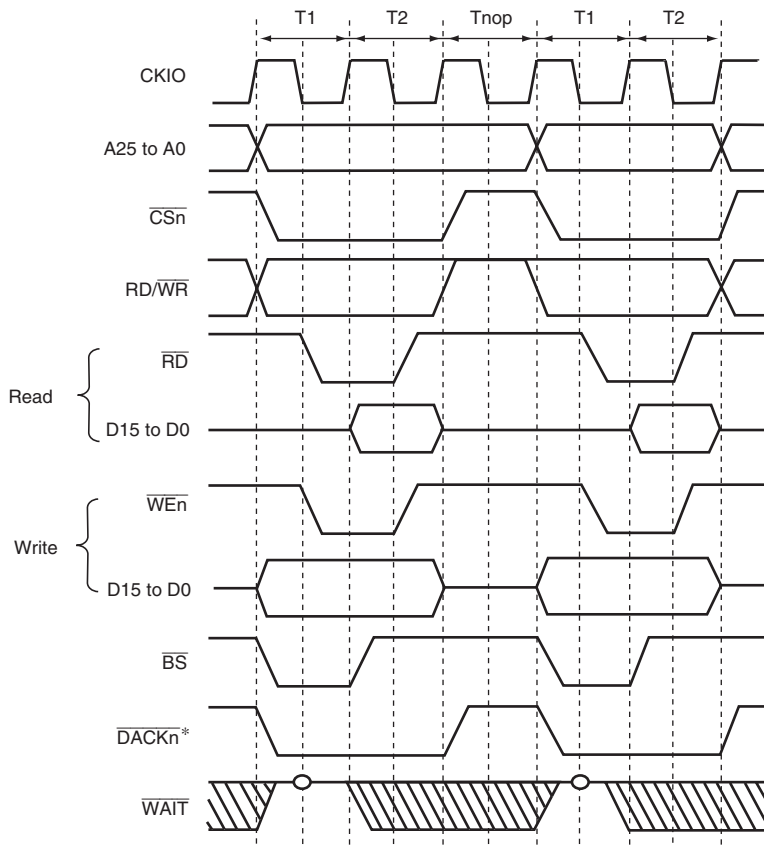 T1 T2 Tnop T1 T2
CKIO
A25 to A0
CSn
RD/WR
RD
Read
D15 to D0
WEn
Write
D15 to D0
BS
DACKn*
WAIT